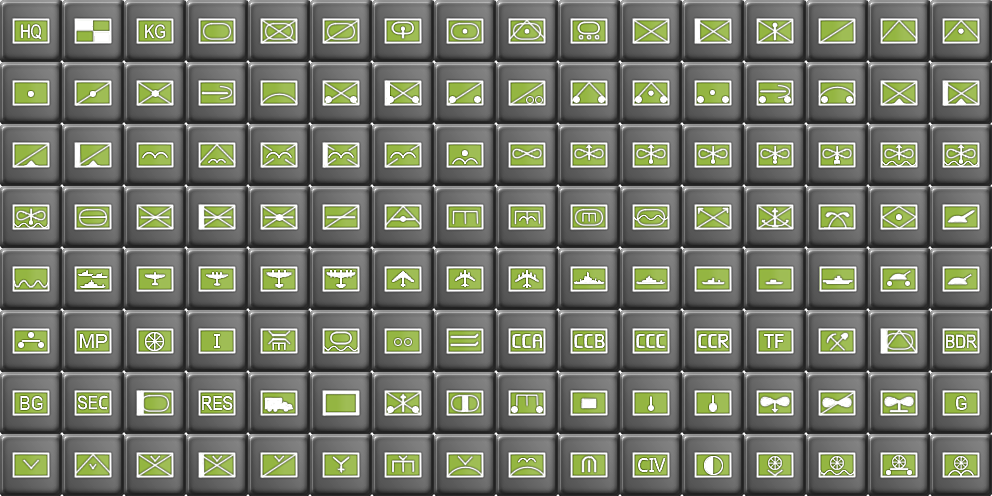 HQ KG
MP I CCA CCB CCC CCR TF BDR
BG SEC RES G
CIV